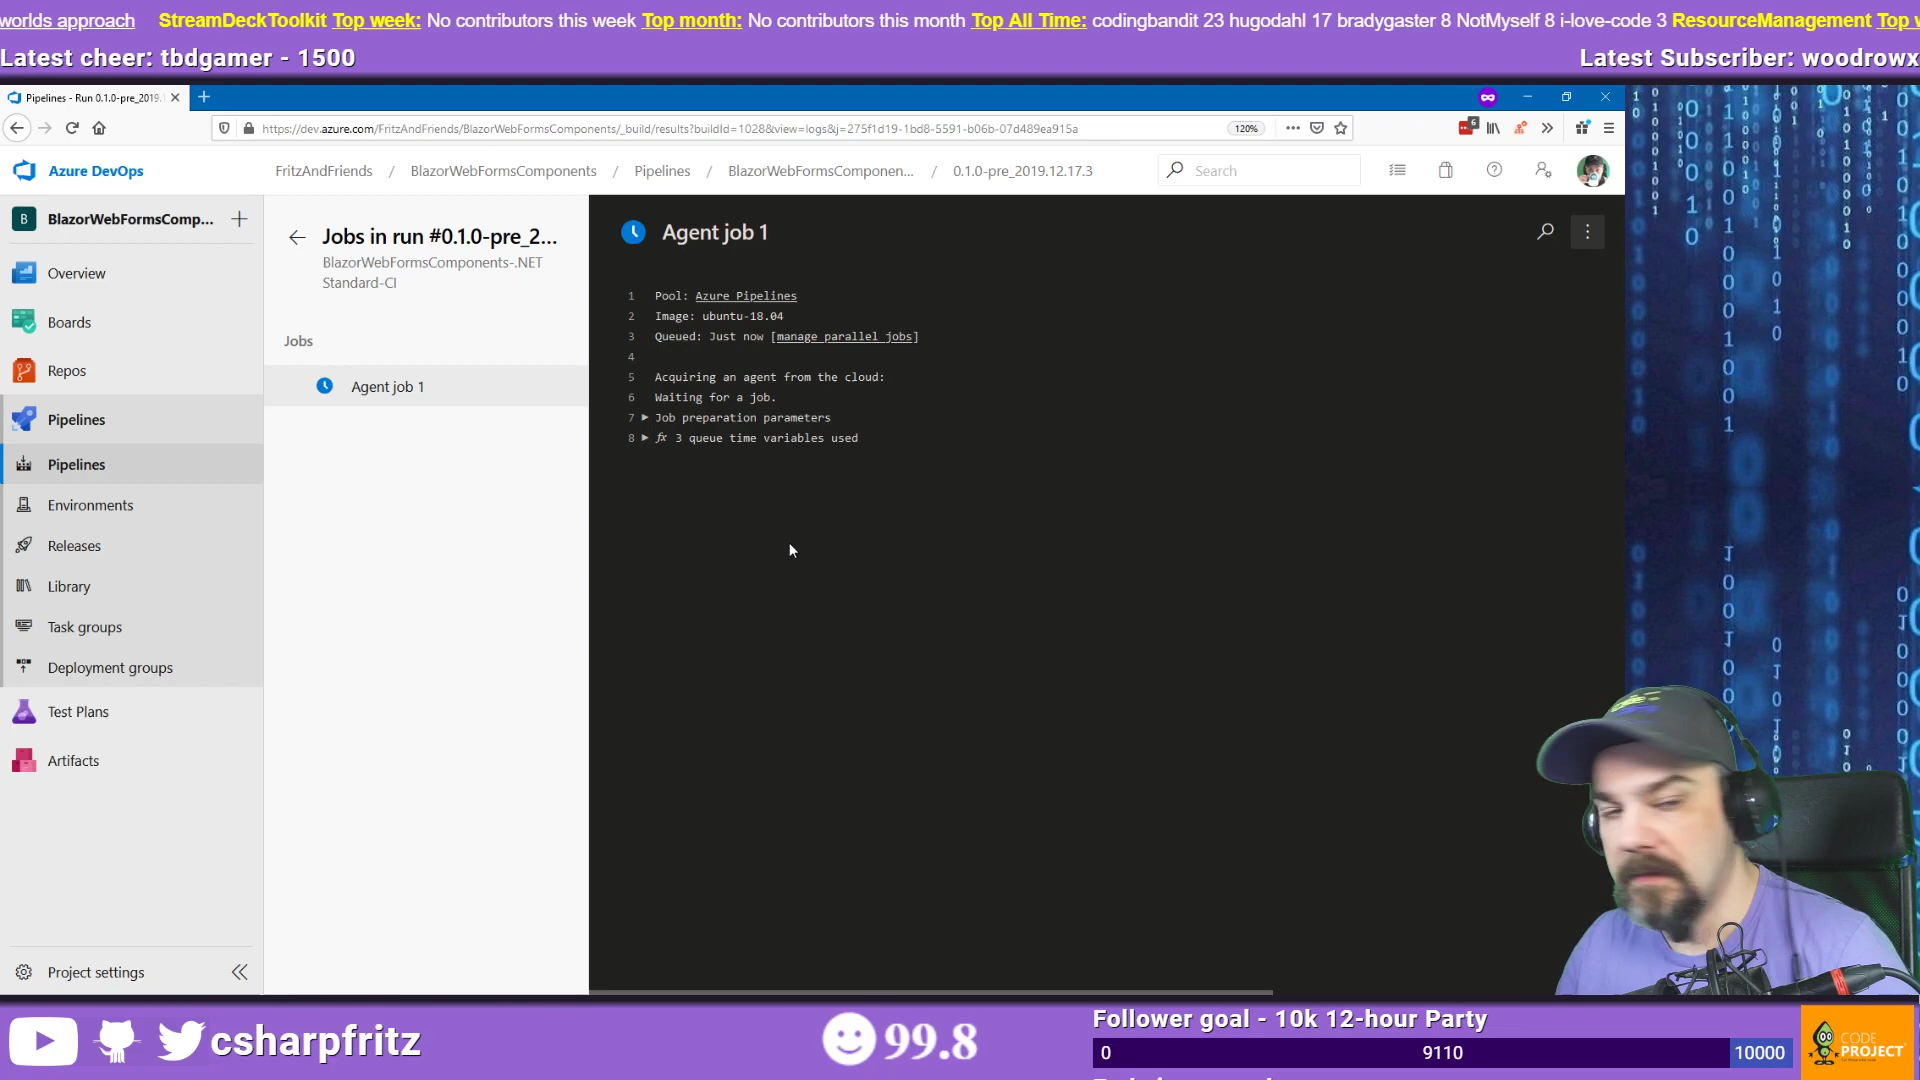 worlds approach StreamDeckToolkit Top week: No contributors this week Top month: No contributors this month Top All Time: codingbandit 23 hugodahl 17 bradygaster 8 NotMyself 8 i-love-code 3 ResourceManagement Top
Latest cheer: tbdgamer - 1500
Latest Subscriber: woodrowx
Pipelines - Run 0.1.0-pre_2019.
https://dev.azure.com/FritzAndFriends/BlazorWebFormsComponents/_build/results?buildId=1028&view=logs&j=275f1d19-1bd8-5591-b06b-07d489ea915a
120%
6
Azure DevOps
FritzAndFriends / BlazorWebFormsComponents / Pipelines / BlazorWebFormsComponen... / 0.1.0-pre_2019.12.17.3
Search
B BlazorWebFormsComp...
Overview
Boards
Repos
Pipelines
Pipelines
Environments
Releases
Library
Task groups
Deployment groups
Test Plans
Artifacts
Project settings
Jobs in run #0.1.0-pre_2...
BlazorWebFormsComponents-.NET
Standard-CI
Jobs
Agent job 1
Agent job 1
1 Pool: Azure Pipelines
2 Image: ubuntu-18.04
3 Queued: Just now [manage parallel jobs]
4
5 Acquiring an agent from the cloud:
6 Waiting for a job.
7 Job preparation parameters
8 fx 3 queue time variables used
csharpfritz
99.8
Follower goal - 10k 12-hour Party
0 9110 10000
CODE
PROJECT